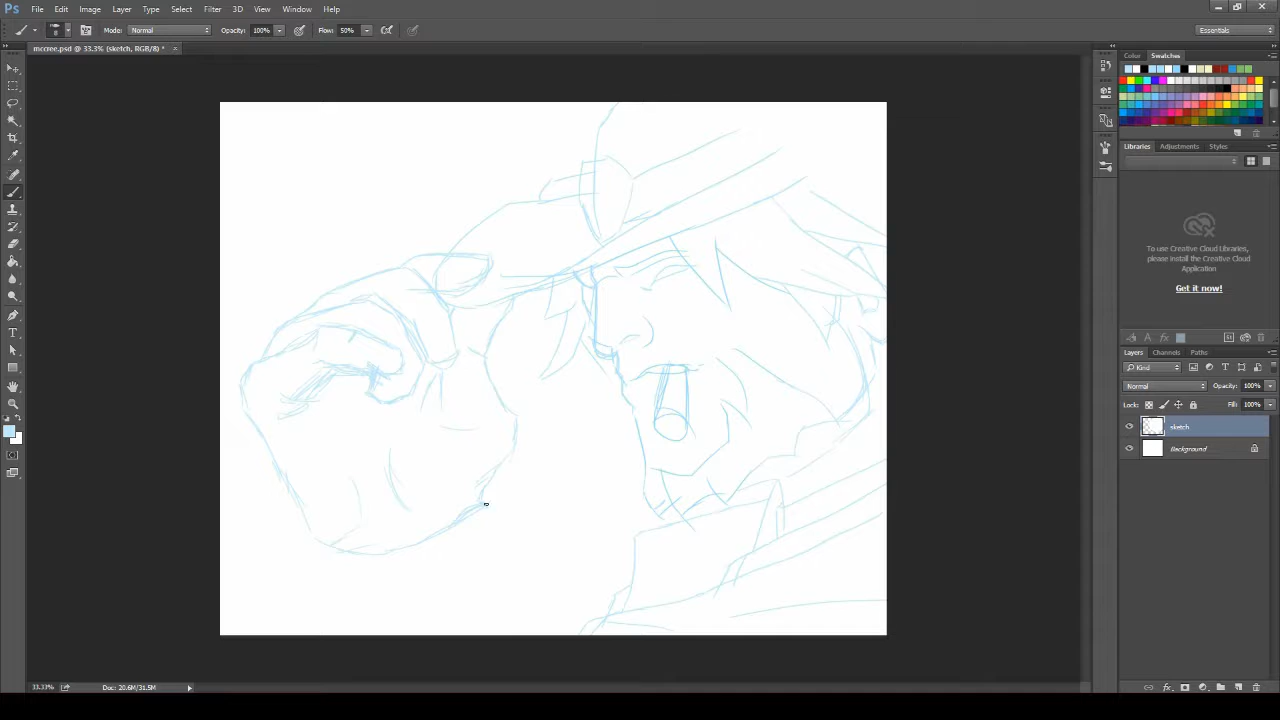 Ps File Edit Image Layer Type Select Filter 3D View Window Help
Mode: Normal Opacity: 100% Flow: 50% Essentials
mccree.psd @ 33.3% (sketch, RGB/8) * ×
Color Swatches
Libraries Adjustments Styles
To use Creative Cloud Libraries,
please install the Creative Cloud
Application
Get it now!
Layers Channels Paths
Kind
Normal Opacity: 100%
Lock: Fill: 100%
sketch
Background
33.33% Doc: 20.6M/31.5M